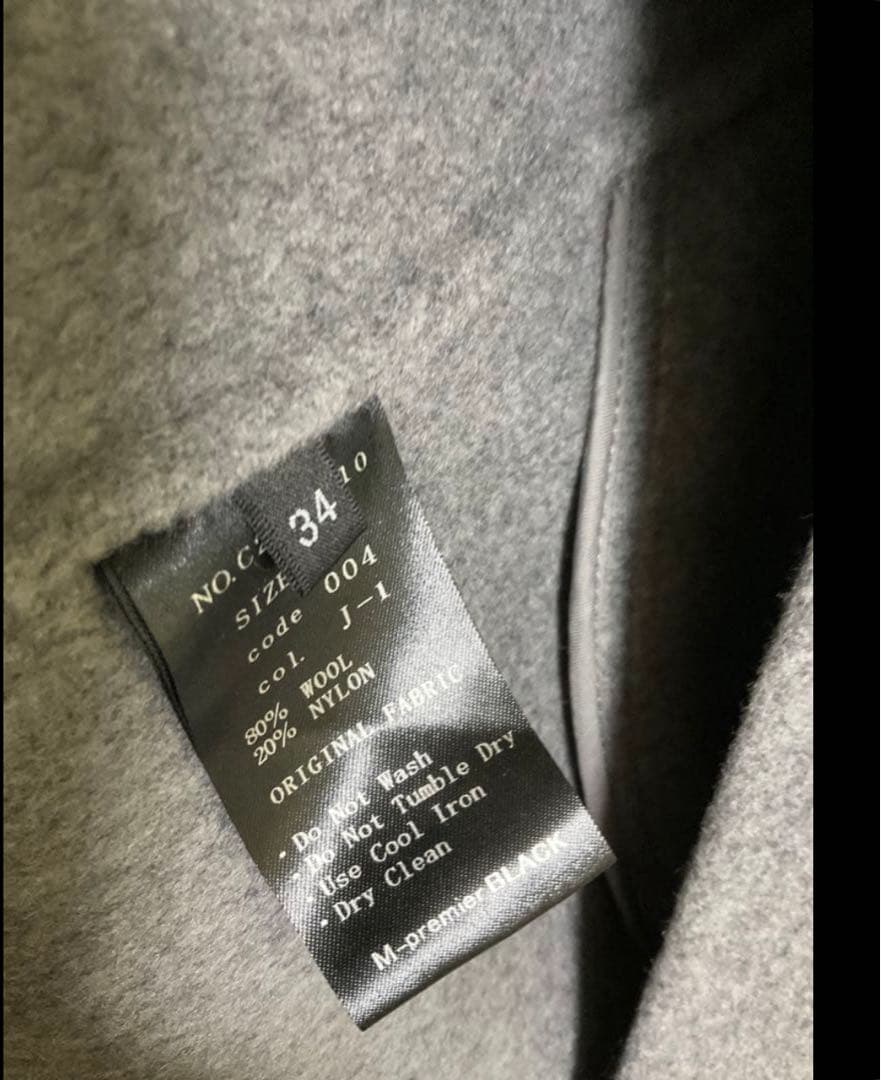 34
NO. C2 10
SIZE
code 004
col. J-1
80% WOOL
20% NYLON
ORIGINAL FABRIC
・Do Not Wash
・Do Not Tumble Dry
・Use Cool Iron
・Dry Clean
M-premier BLACK